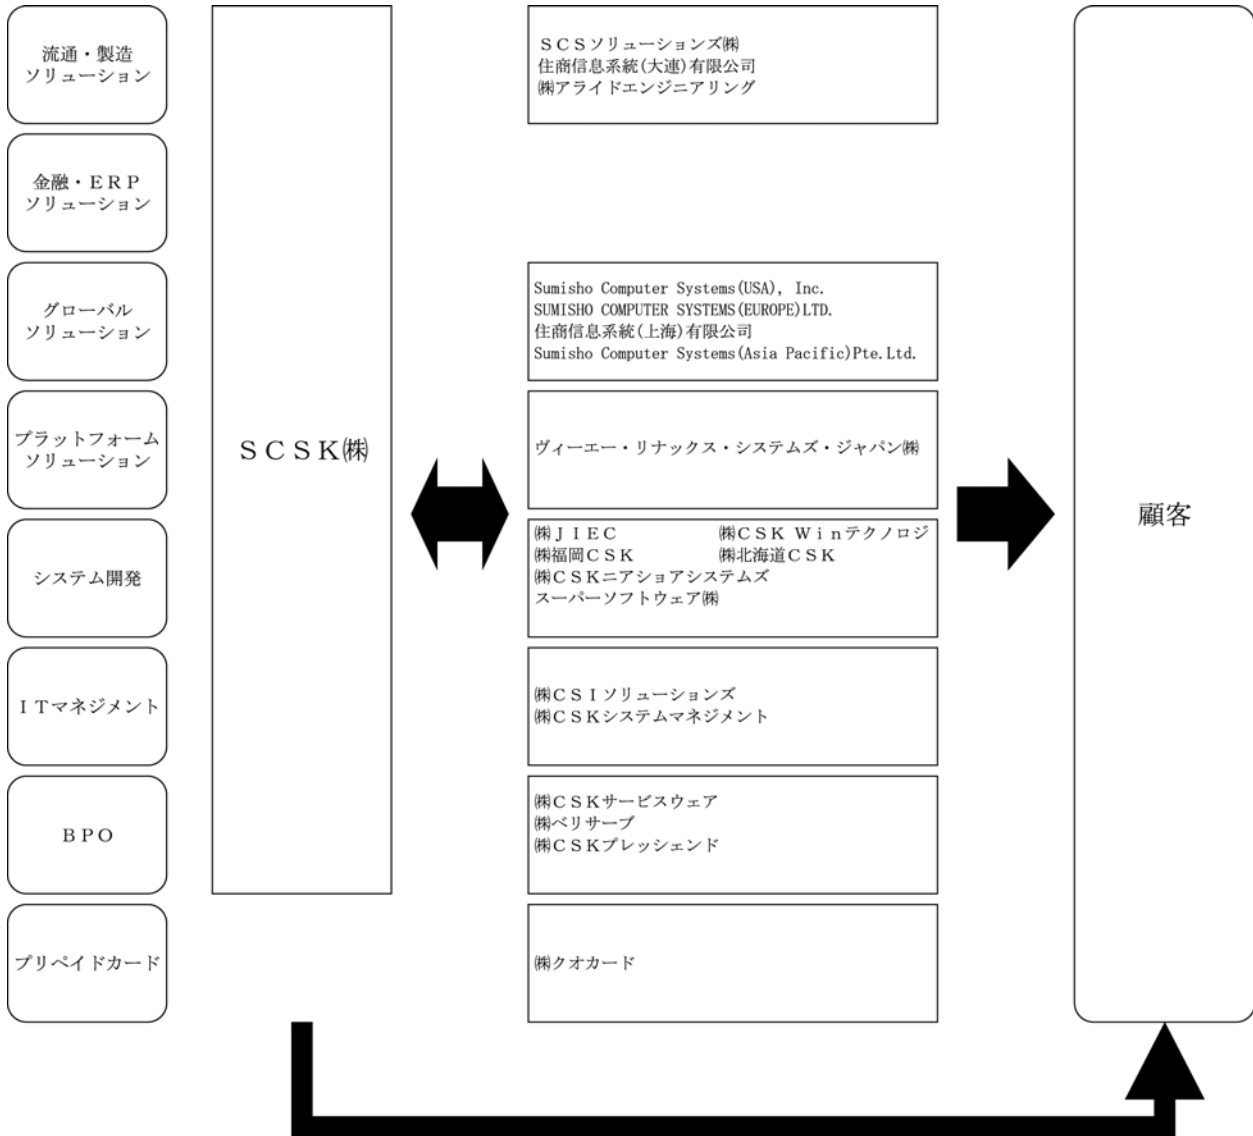 流通・製造
ソリューション
金融・ＥＲＰ
ソリューション
グローバル
ソリューション
プラットフォーム
ソリューション
システム開発
ＩＴマネジメント
ＢＰＯ
プリペイドカード
ＳＣＳＫ㈱
ＳＣＳソリューションズ㈱
住商信息系統(大連)有限公司
㈱アライドエンジニアリング
Sumisho Computer Systems(USA), Inc.
SUMISHO COMPUTER SYSTEMS(EUROPE)LTD.
住商信息系統(上海)有限公司
Sumisho Computer Systems(Asia Pacific)Pte.Ltd.
ヴィーエー・リナックス・システムズ・ジャパン㈱
㈱ＪＩＥＣ　　　㈱ＣＳＫ Ｗｉｎテクノロジ
㈱福岡ＣＳＫ　　　㈱北海道ＣＳＫ
㈱ＣＳＫニアショアシステムズ
スーパーソフトウェア㈱
㈱ＣＳＩソリューションズ
㈱ＣＳＫシステムマネジメント
㈱ＣＳＫサービスウェア
㈱ベリサーブ
㈱ＣＳＫプレッシェンド
㈱クオカード
顧客